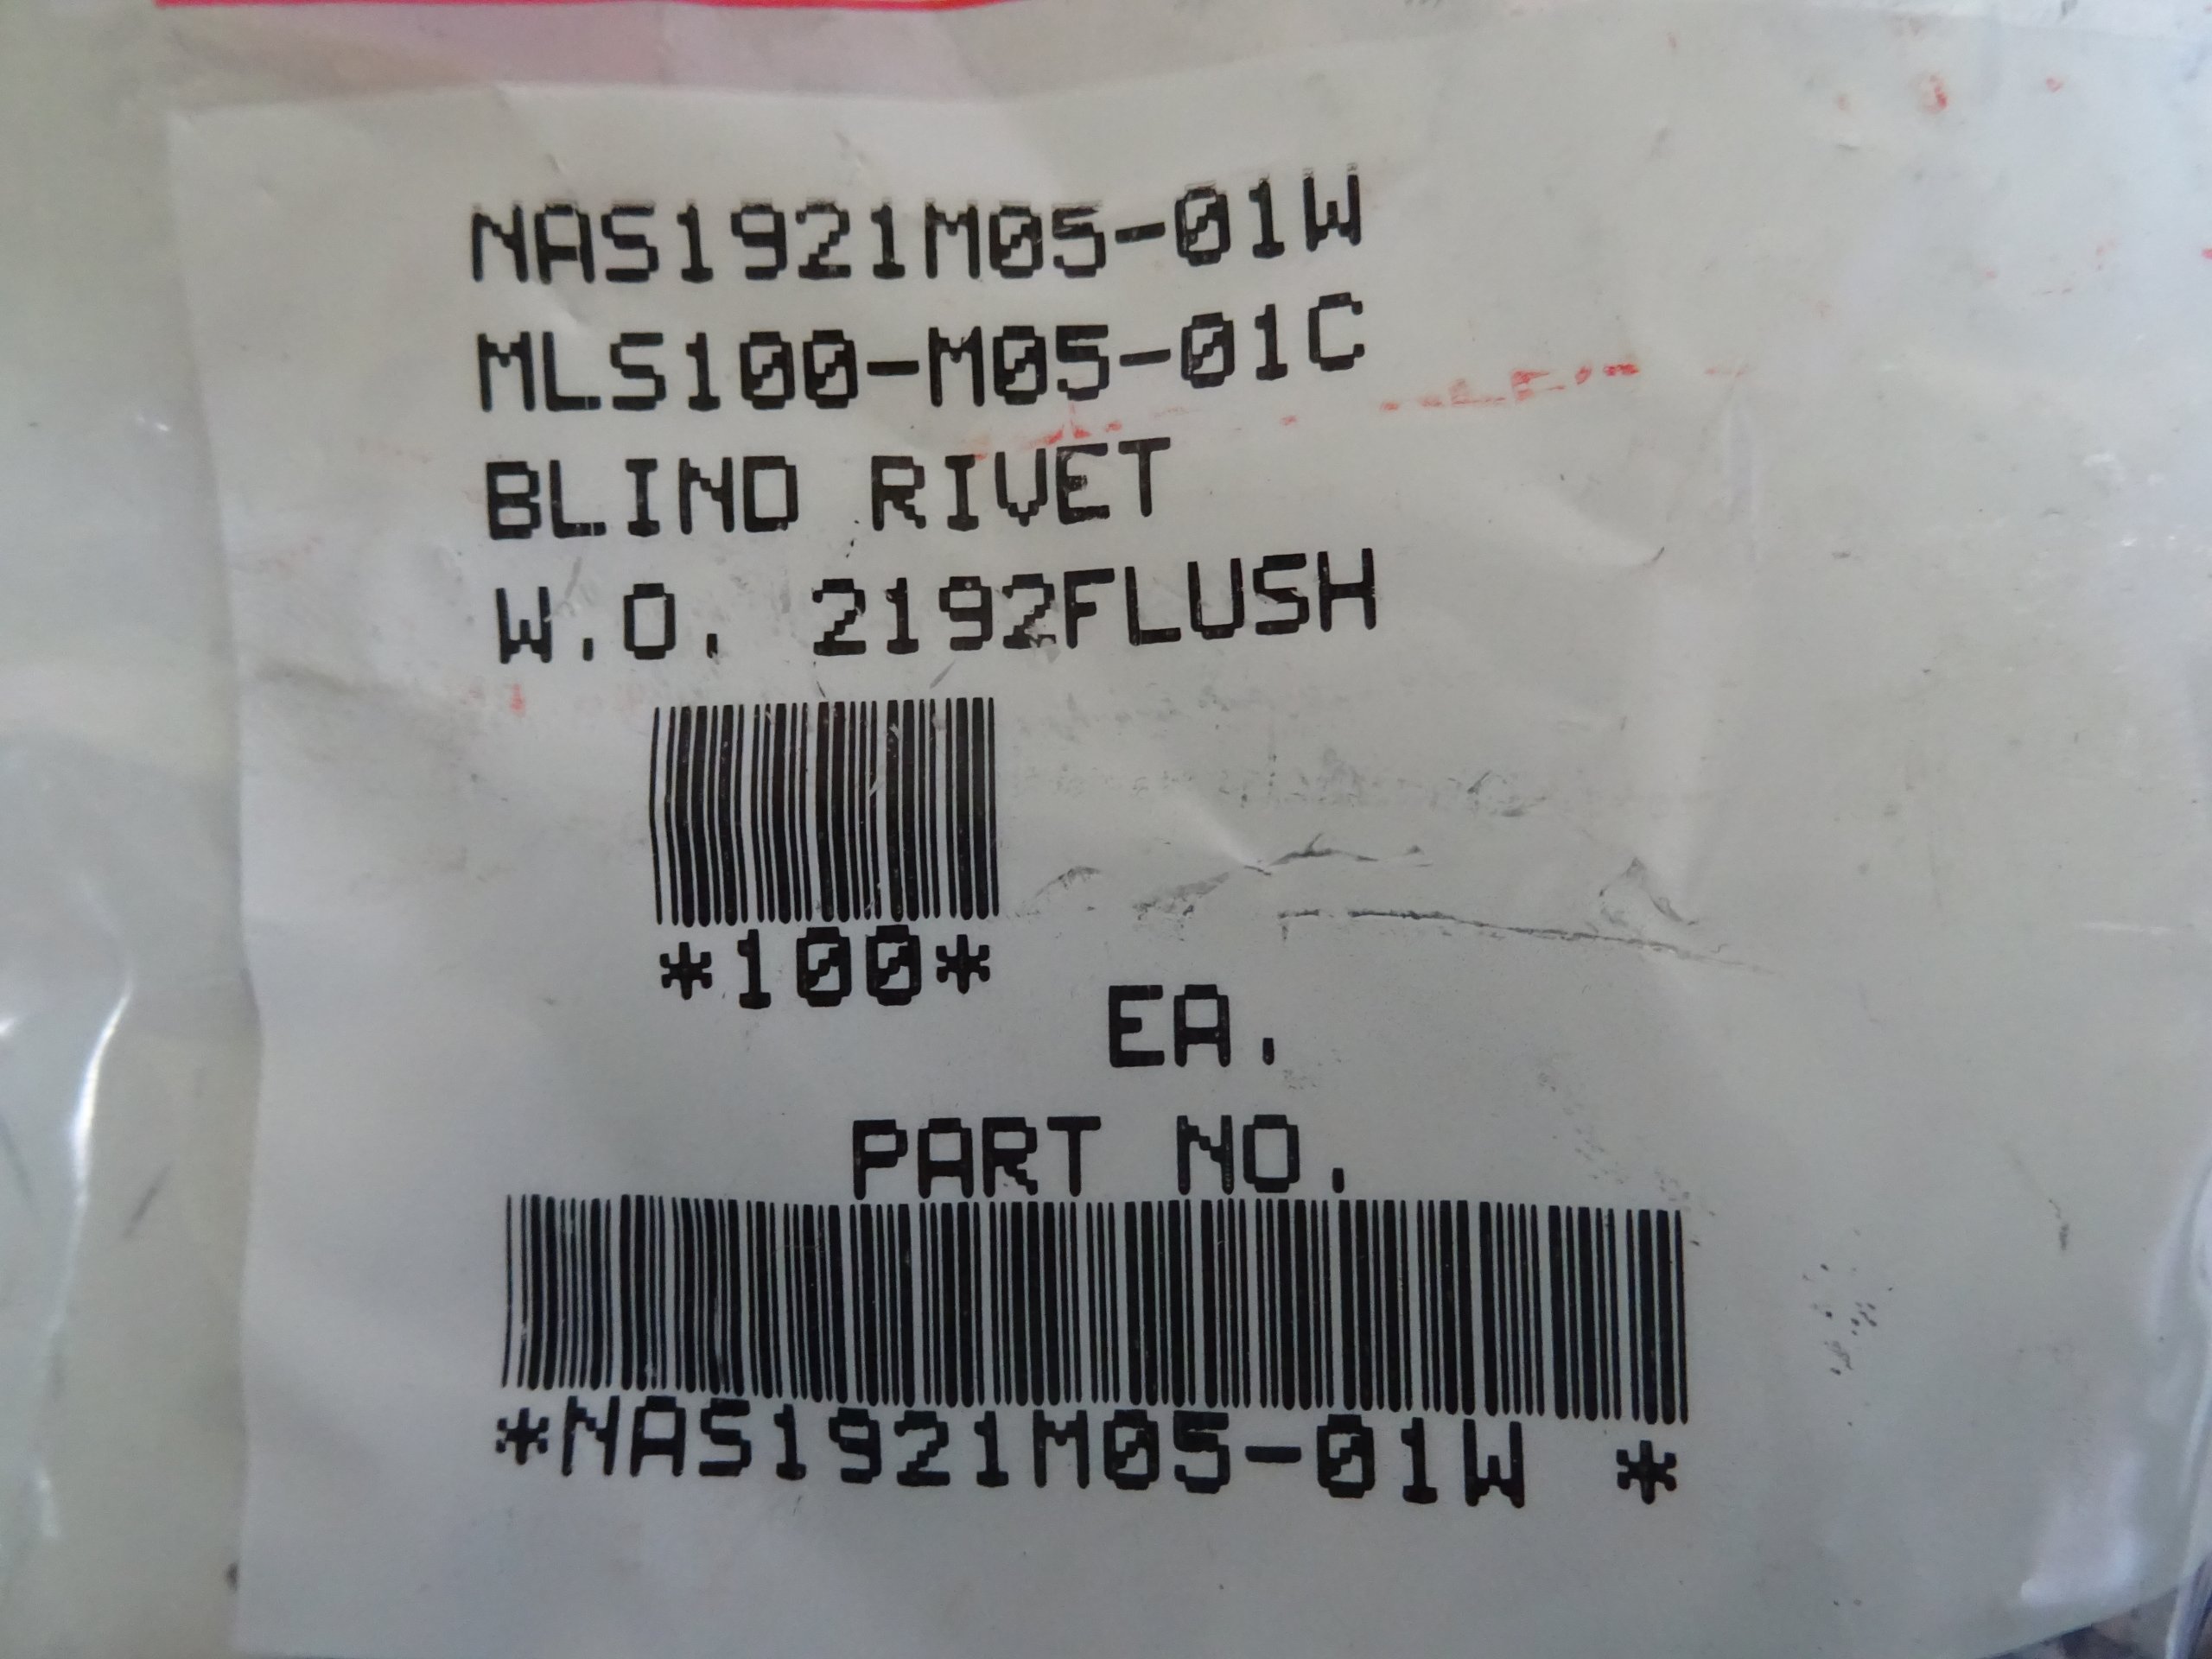 NAS1921M05-01W
MLS100-M05-01C
BLIND RIVET
W.O. 2192FLUSH
*100*
EA.
PART NO.
*NAS1921M05-01W *